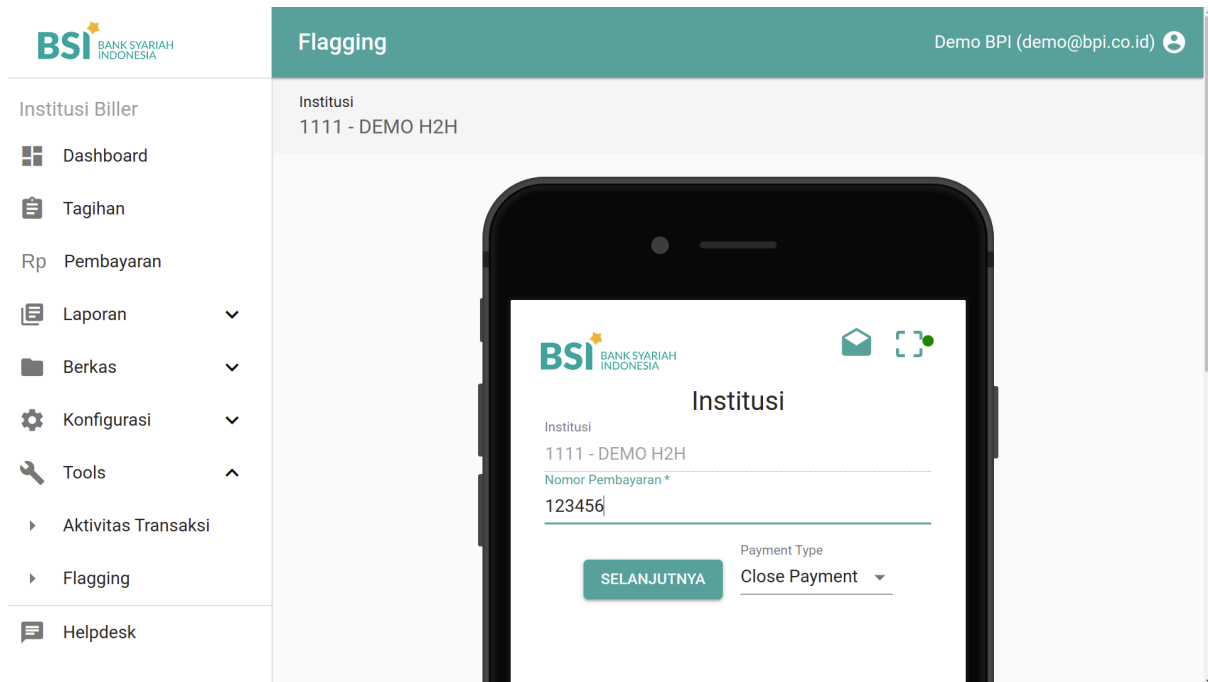 BSI BANK SYARIAH
INDONESIA
Flagging
Demo BPI (demo@bpi.co.id)
Institusi Biller
Dashboard
Tagihan
Rp Pembayaran
Laporan
Berkas
Konfigurasi
Tools
Aktivitas Transaksi
Flagging
Helpdesk
Institusi
1111 - DEMO H2H
BSI BANK SYARIAH
INDONESIA
Institusi
Institusi
1111 - DEMO H2H
Nomor Pembayaran *
123456
SELANJUTNYA
Payment Type
Close Payment